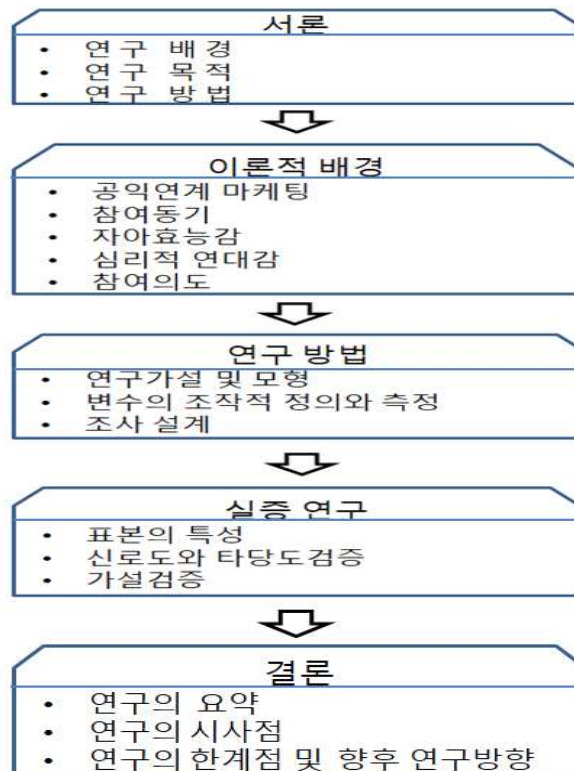 서론
• 연구 배경
• 연구 목적
• 연구 방법
이론적 배경
• 공익연계 마케팅
• 참여동기
• 자아효능감
• 심리적 연대감
• 참여의도
연구 방법
• 연구가설 및 모형
• 변수의 조작적 정의와 측정
• 조사 설계
실증 연구
• 표본의 특성
• 신로도와 타당도검증
• 가설검증
결론
• 연구의 요약
• 연구의 시사점
• 연구의 한계점 및 향후 연구방향